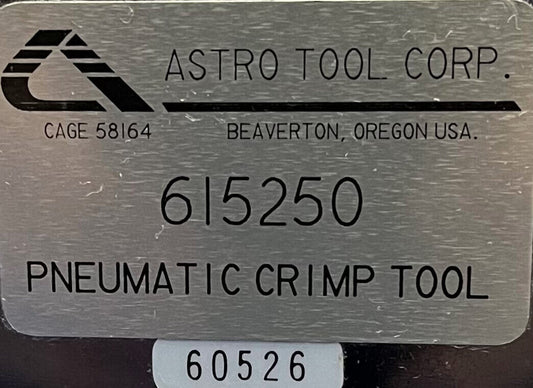 ASTRO TOOL CORP.
CAGE 58164 BEAVERTON, OREGON USA.
615250
PNEUMATIC CRIMP TOOL
60526